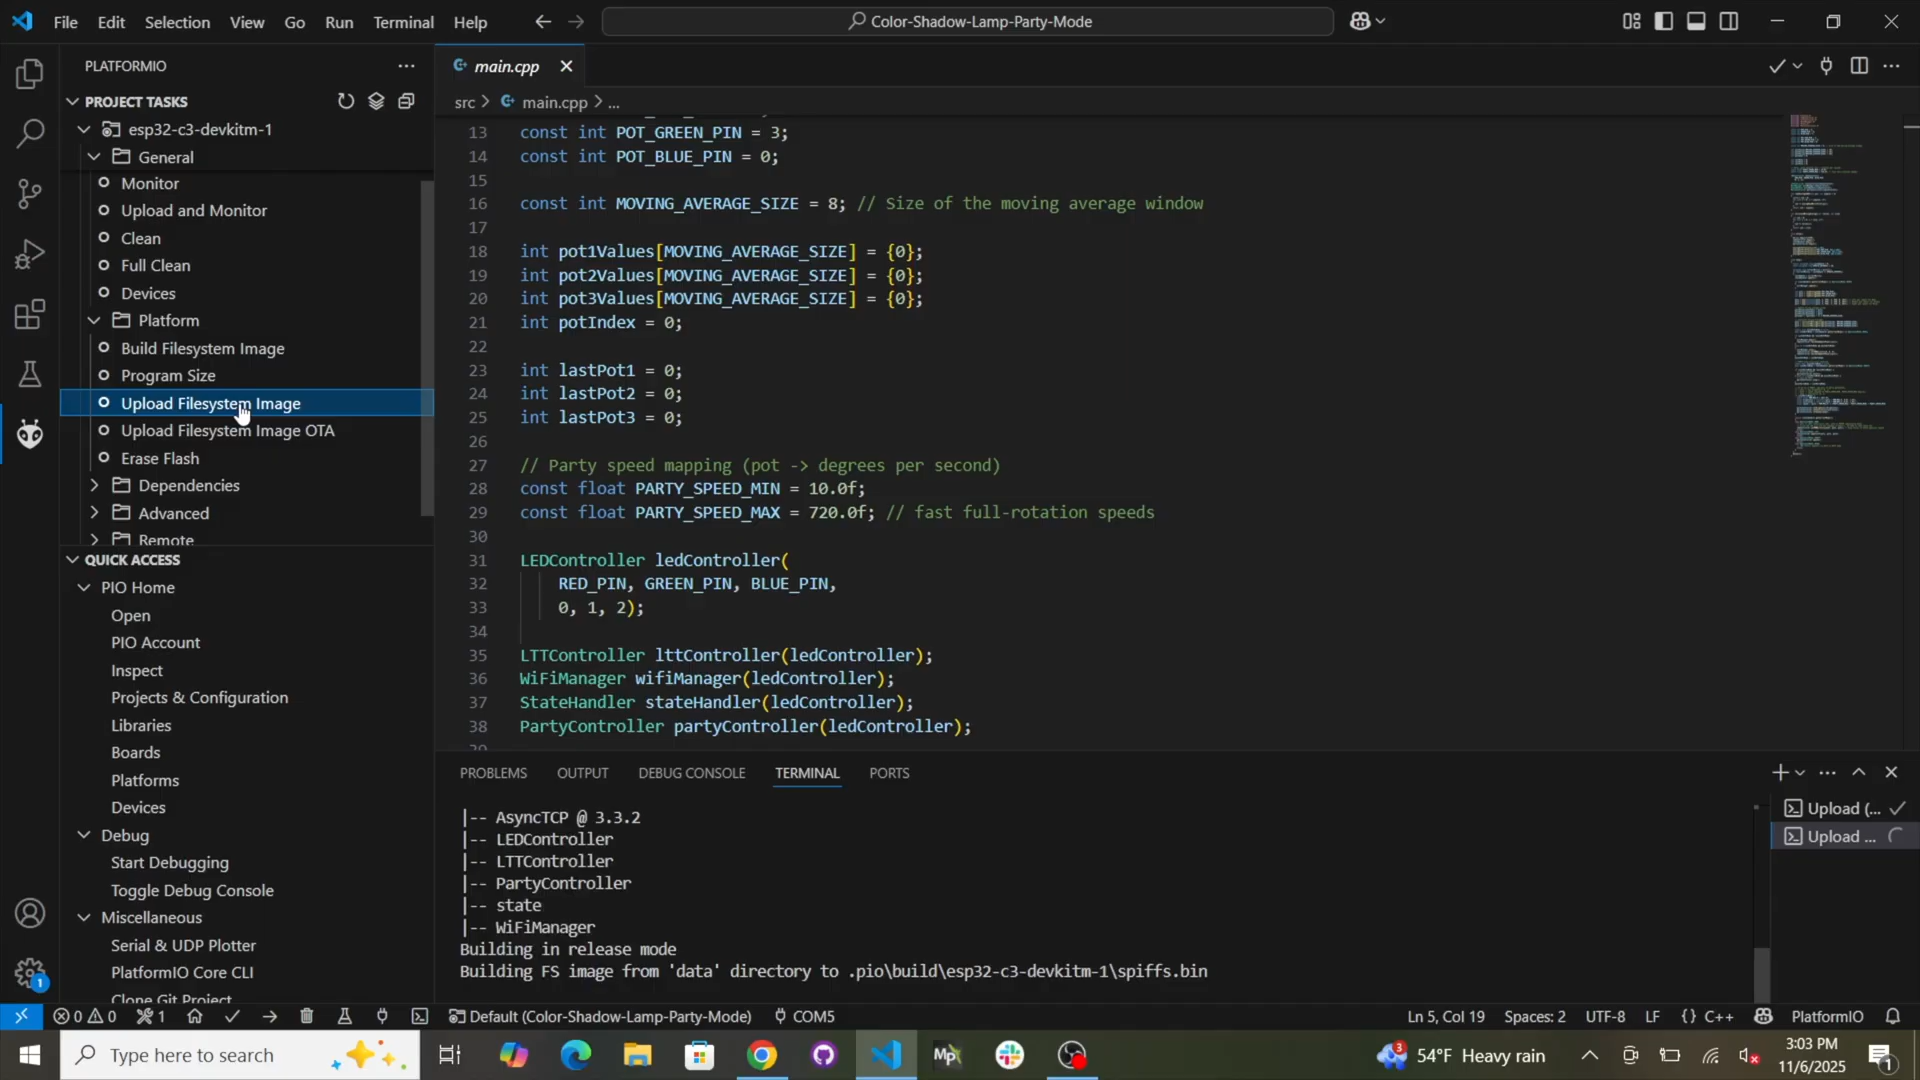 File Edit Selection View Go Run Terminal Help
Color-Shadow-Lamp-Party-Mode
PLATFORMIO
PROJECT TASKS
esp32-c3-devkitm-1
General
Monitor
Upload and Monitor
Clean
Full Clean
Devices
Platform
Build Filesystem Image
Program Size
Upload Filesystem Image
Upload Filesystem Image OTA
Erase Flash
Dependencies
Advanced
Remote
QUICK ACCESS
PIO Home
Open
PIO Account
Inspect
Projects & Configuration
Libraries
Boards
Platforms
Devices
Debug
Start Debugging
Toggle Debug Console
Miscellaneous
Serial & UDP Plotter
PlatformIO Core CLI
Clone Git Project
main.cpp
src > main.cpp > ...
13 const int POT_GREEN_PIN = 3;
14 const int POT_BLUE_PIN = 0;
15
16 const int MOVING_AVERAGE_SIZE = 8; // Size of the moving average window
17
18 int pot1Values[MOVING_AVERAGE_SIZE] = {0};
19 int pot2Values[MOVING_AVERAGE_SIZE] = {0};
20 int pot3Values[MOVING_AVERAGE_SIZE] = {0};
21 int potIndex = 0;
22
23 int lastPot1 = 0;
24 int lastPot2 = 0;
25 int lastPot3 = 0;
26
27 // Party speed mapping (pot -> degrees per second)
28 const float PARTY_SPEED_MIN = 10.0f;
29 const float PARTY_SPEED_MAX = 720.0f; // fast full-rotation speeds
30
31 LEDController ledController(
32 RED_PIN, GREEN_PIN, BLUE_PIN,
33 0, 1, 2);
34
35 LTTController lttController(ledController);
36 WiFiManager wifiManager(ledController);
37 StateHandler stateHandler(ledController);
38 PartyController partyController(ledController);
PROBLEMS OUTPUT DEBUG CONSOLE TERMINAL PORTS
|-- AsyncTCP @ 3.3.2
|-- LEDController
|-- LTTController
|-- PartyController
|-- state
|-- WiFiManager
Building in release mode
Building FS image from 'data' directory to .pio\build\esp32-c3-devkitm-1\spiffs.bin
Upload (...
Upload ...
1
0 0 1 Default (Color-Shadow-Lamp-Party-Mode) COM5 Ln 5, Col 19 Spaces: 2 UTF-8 LF {} C++ PlatformIO
Type here to search
Mp
3
54°F Heavy rain
3:03 PM
11/6/2025
1